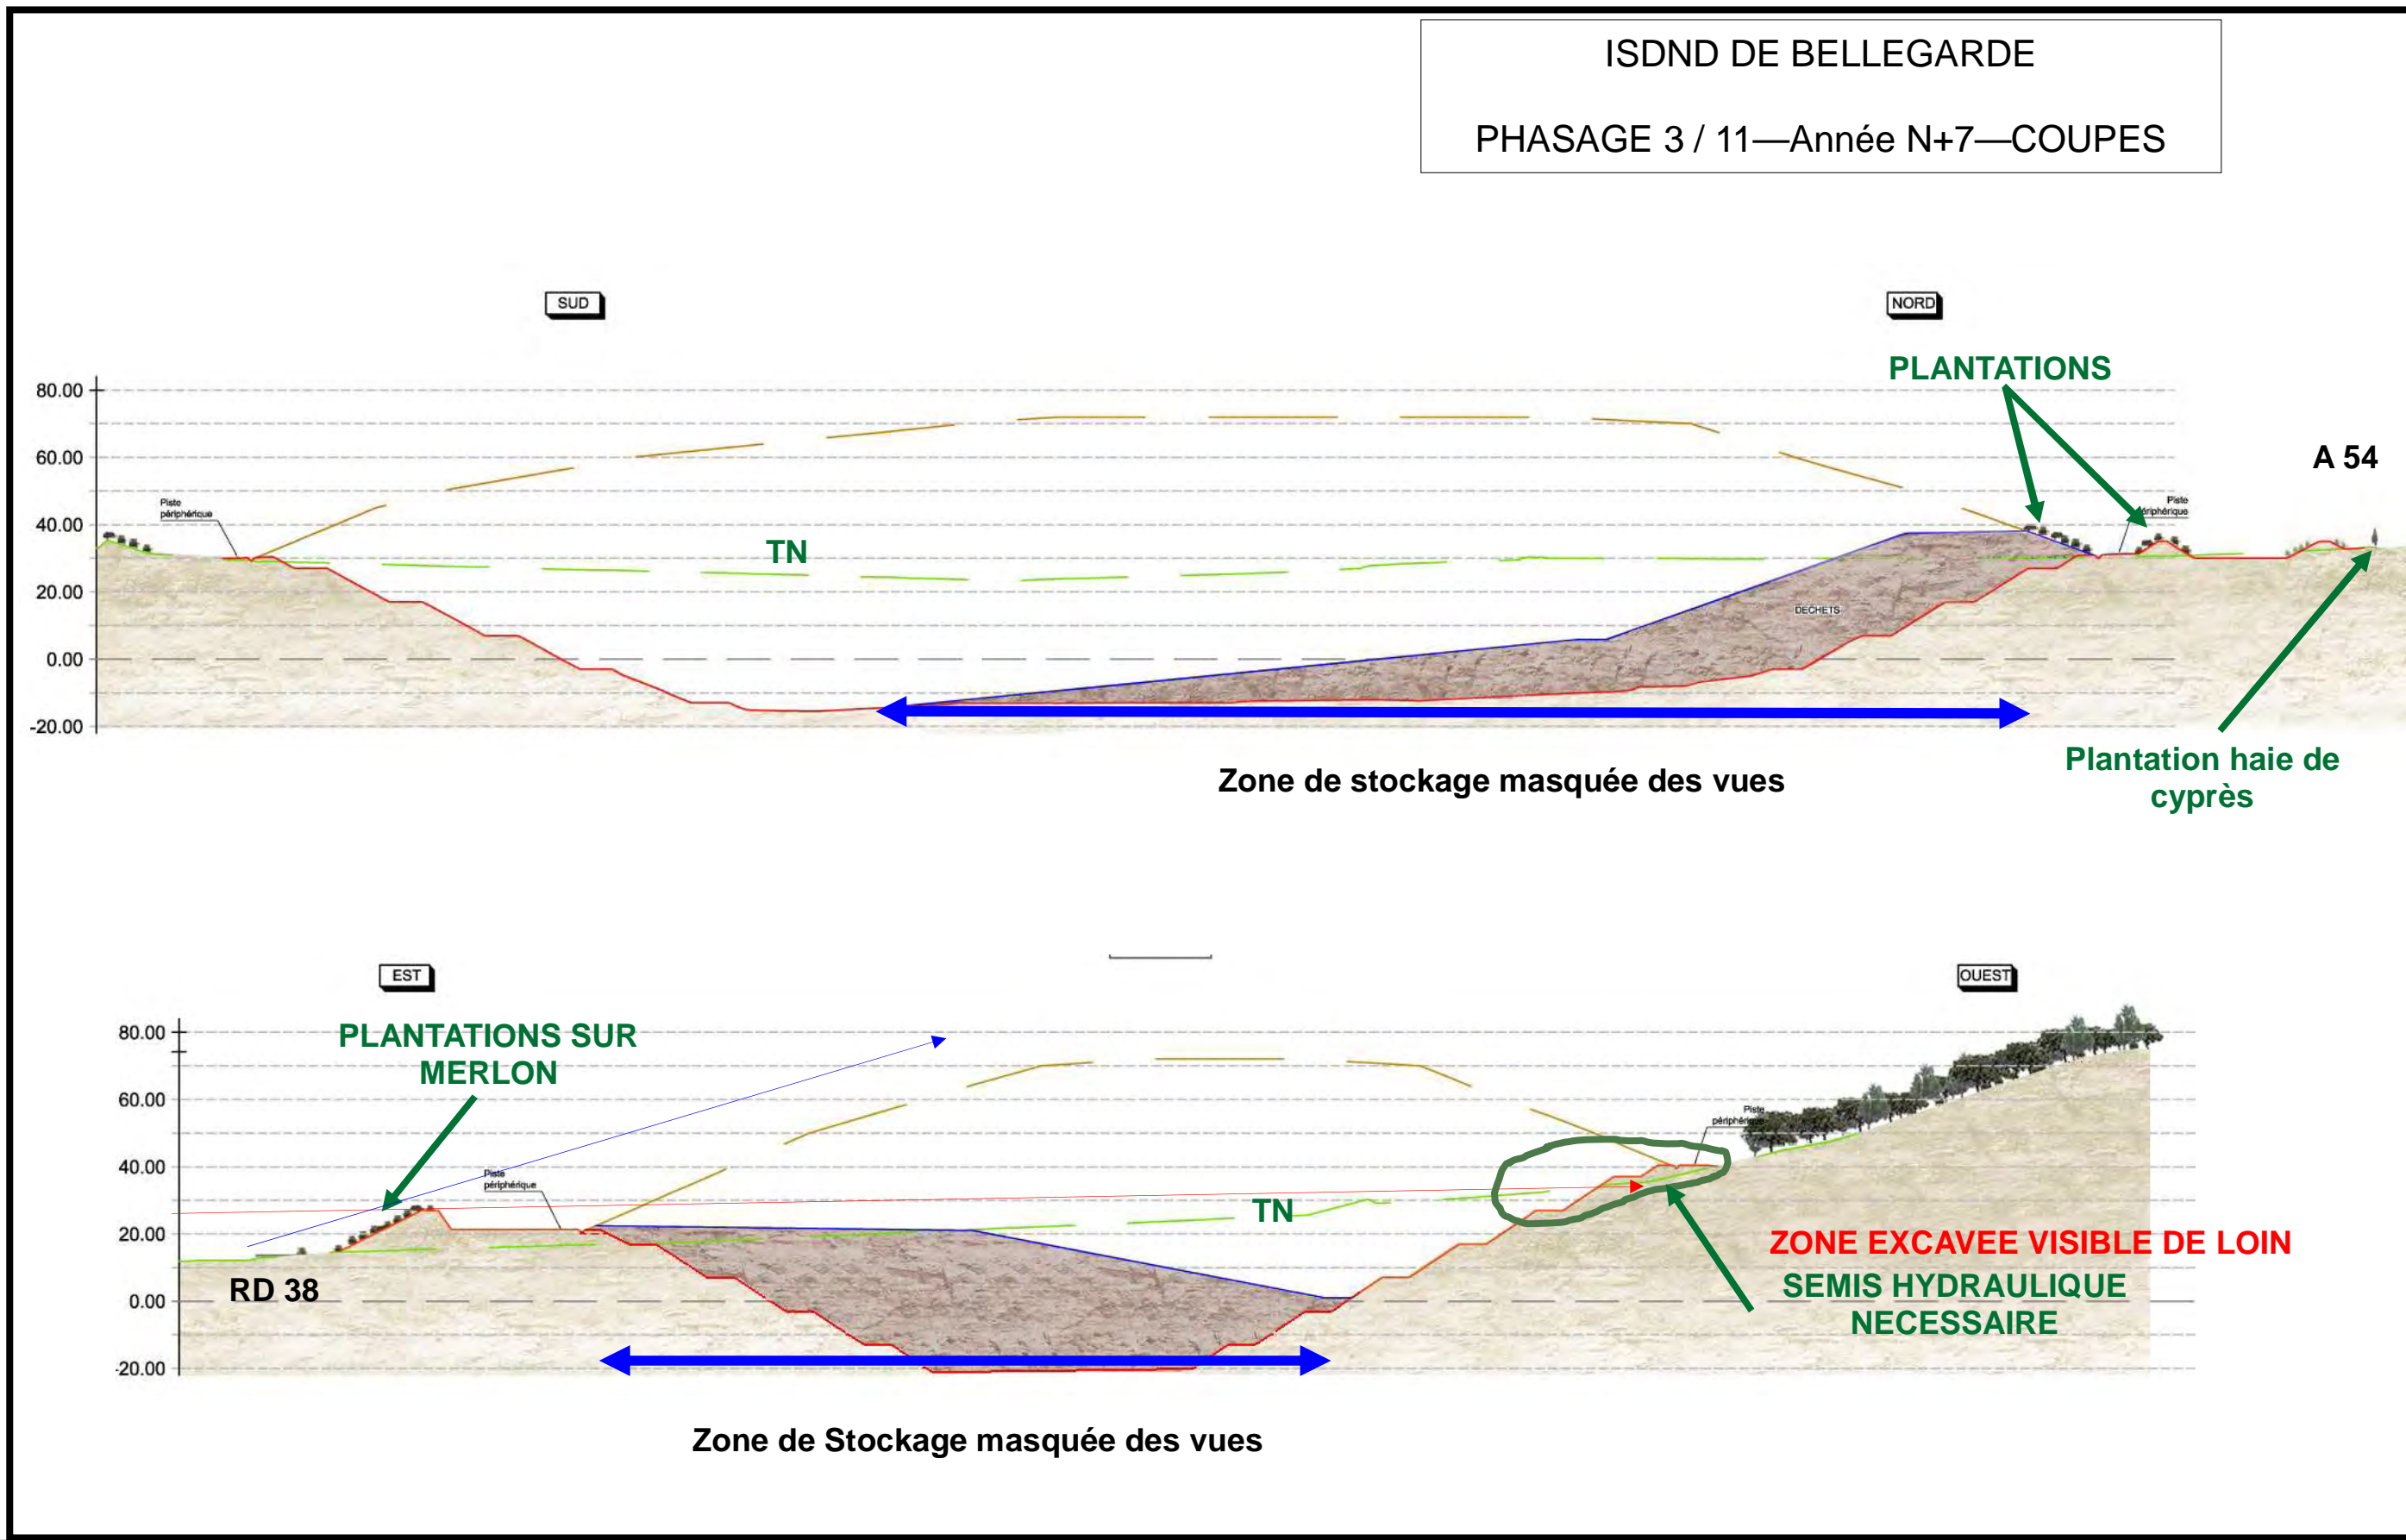 ISDND DE BELLEGARDE
PHASAGE 3 / 11—Année N+7—COUPES
SUD
NORD
PLANTATIONS
A 54
80.00
60.00
40.00
20.00
0.00
-20.00
Piste
périphérique
TN
DECHETS
Piste
périphérique
Zone de stockage masquée des vues
Plantation haie de
cyprès
EST
OUEST
PLANTATIONS SUR
MERLON
80.00
60.00
40.00
20.00
0.00
-20.00
Piste
périphérique
Piste
périphérique
TN
RD 38
ZONE EXCAVEE VISIBLE DE LOIN
SEMIS HYDRAULIQUE
NECESSAIRE
Zone de Stockage masquée des vues